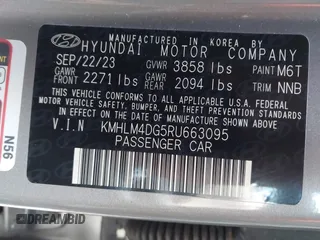 MANUFACTURED IN KOREA BY
HYUNDAI MOTOR COMPANY
SEP/22/23 GVWR 3858 lbs PAINT M6T
GAWR FRONT 2271 lbs GAWR REAR 2094 lbs TRIM NNB
THIS VEHICLE CONFORMS TO ALL APPLICABLE FEDERAL
MOTOR VEHICLE SAFETY, BUMPER, AND THEFT PREVENTION
STANDARDS IN EFFECT ON THE DATE OF MANUFACTURE
SHOWN ABOVE.
V.I.N KMHLM4DG5RU663095
PASSENGER CAR
N56
DREAMBID